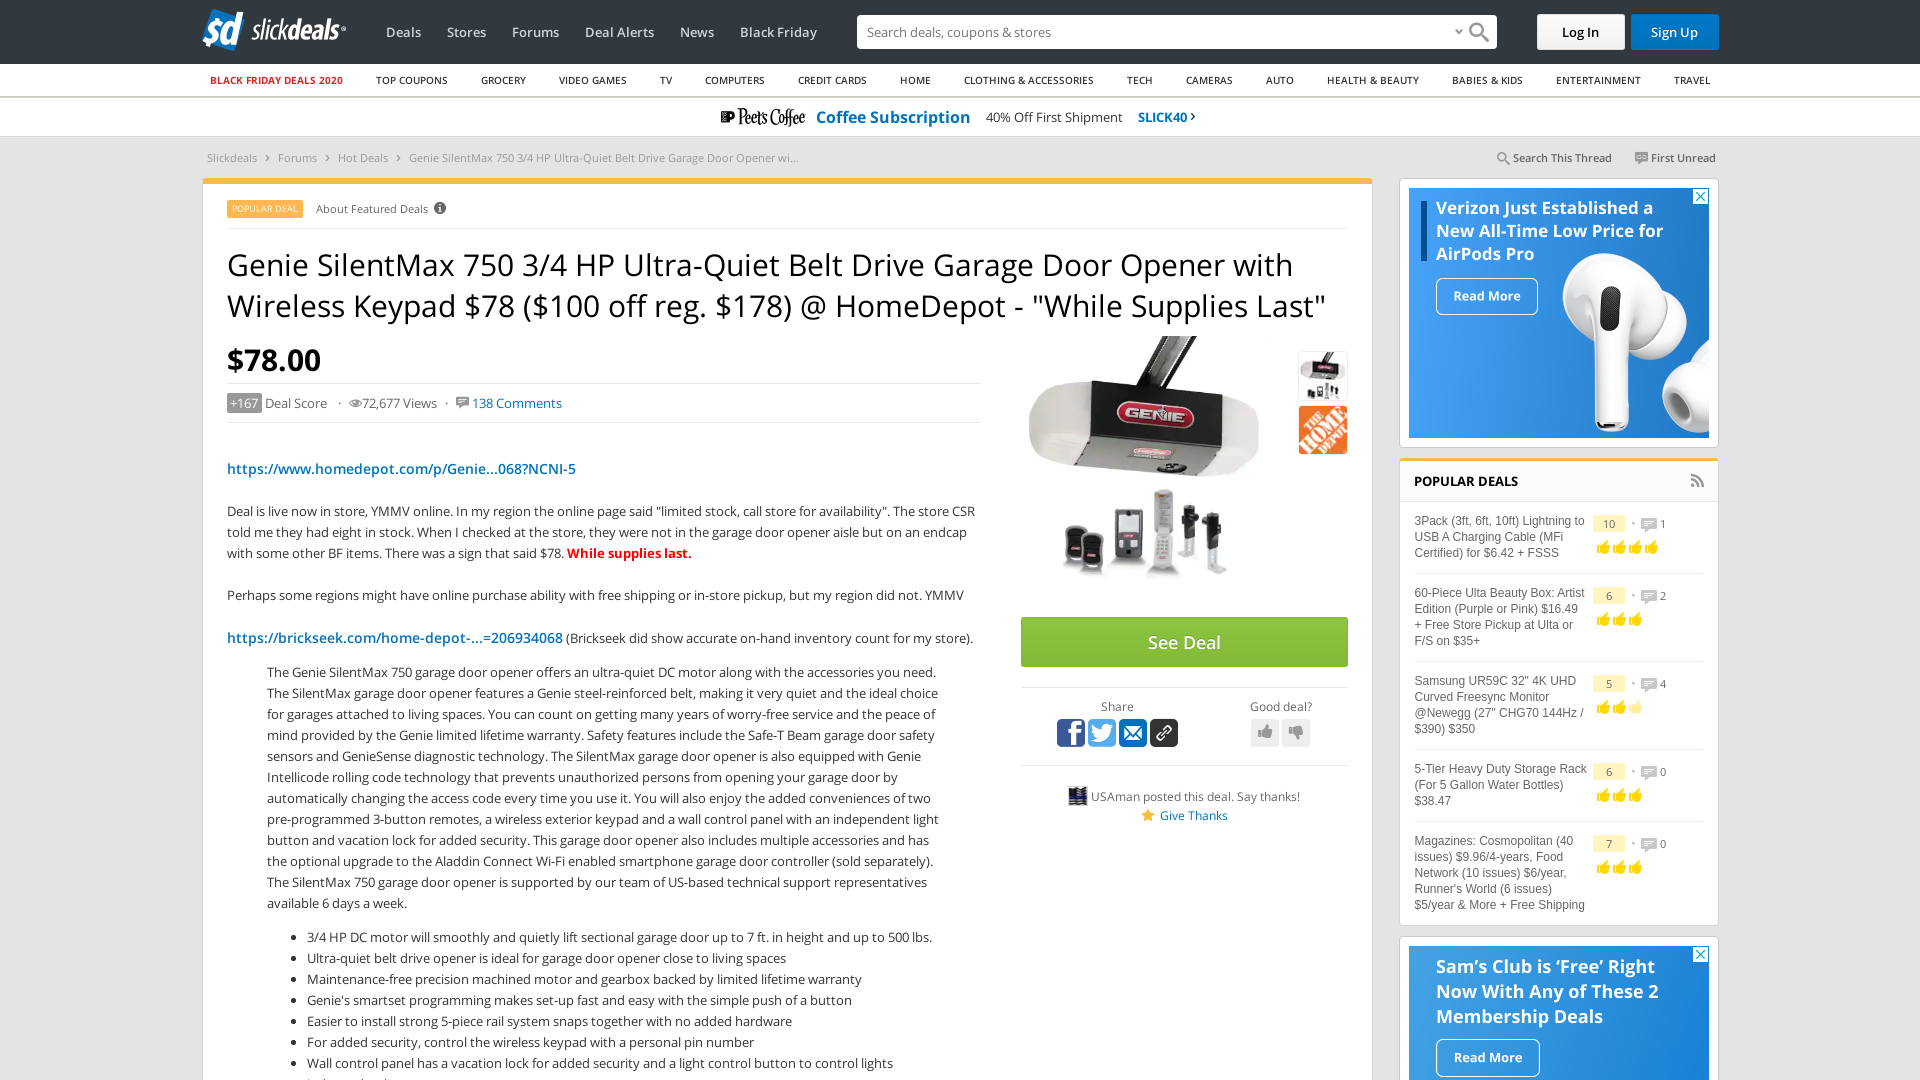 slickdeals
Deals
Stores
Forums
Deal Alerts
News
Black Friday
Search deals, coupons & stores
Log In
Sign Up
BLACK FRIDAY DEALS 2020
TOP COUPONS
GROCERY
VIDEO GAMES
TV
COMPUTERS
CREDIT CARDS
HOME
CLOTHING & ACCESSORIES
TECH
CAMERAS
AUTO
HEALTH & BEAUTY
BABIES & KIDS
ENTERTAINMENT
TRAVEL
Peet's Coffee
Coffee Subscription
40% Off First Shipment
SLICK40
Slickdeals
Forums
Hot Deals
Genie SilentMax 750 3/4 HP Ultra-Quiet Belt Drive Garage Door Opener wi...
Search This Thread
First Unread
POPULAR DEAL
About Featured Deals
Genie SilentMax 750 3/4 HP Ultra-Quiet Belt Drive Garage Door Opener with
Wireless Keypad $78 ($100 off reg. $178) @ HomeDepot - "While Supplies Last"
$78.00
+167 Deal Score · 72,677 Views · 138 Comments
https://www.homedepot.com/p/Genie...068?NCNI-5
Deal is live now in store, YMMV online. In my region the online page said "limited stock, call store for availability". The store CSR
told me they had eight in stock. When I checked at the store, they were not in the garage door opener aisle but on an endcap
with some other BF items. There was a sign that said $78. While supplies last.
Perhaps some regions might have online purchase ability with free shipping or in-store pickup, but my region did not. YMMV
https://brickseek.com/home-depot-...=206934068 (Brickseek did show accurate on-hand inventory count for my store).
The Genie SilentMax 750 garage door opener offers an ultra-quiet DC motor along with the accessories you need.
The SilentMax garage door opener features a Genie steel-reinforced belt, making it very quiet and the ideal choice
for garages attached to living spaces. You can count on getting many years of worry-free service and the peace of
mind provided by the Genie limited lifetime warranty. Safety features include the Safe-T Beam garage door safety
sensors and GenieSense diagnostic technology. The SilentMax garage door opener is also equipped with Genie
Intellicode rolling code technology that prevents unauthorized persons from opening your garage door by
automatically changing the access code every time you use it. You will also enjoy the added conveniences of two
pre-programmed 3-button remotes, a wireless exterior keypad and a wall control panel with an independent light
button and vacation lock for added security. This garage door opener also includes multiple accessories and has
the optional upgrade to the Aladdin Connect Wi-Fi enabled smartphone garage door controller (sold separately).
The SilentMax 750 garage door opener is supported by our team of US-based technical support representatives
available 6 days a week.
• 3/4 HP DC motor will smoothly and quietly lift sectional garage door up to 7 ft. in height and up to 500 lbs.
• Ultra-quiet belt drive opener is ideal for garage door opener close to living spaces
• Maintenance-free precision machined motor and gearbox backed by limited lifetime warranty
• Genie's smartset programming makes set-up fast and easy with the simple push of a button
• Easier to install strong 5-piece rail system snaps together with no added hardware
• For added security, control the wireless keypad with a personal pin number
• Wall control panel has a vacation lock for added security and a light control button to control lights
GENIE
THE HOME DEPOT
See Deal
Share
Good deal?
USAman posted this deal. Say thanks!
Give Thanks
Verizon Just Established a
New All-Time Low Price for
AirPods Pro
Read More
POPULAR DEALS
3Pack (3ft, 6ft, 10ft) Lightning to
USB A Charging Cable (MFi
Certified) for $6.42 + FSSS
10 • 1
60-Piece Ulta Beauty Box: Artist
Edition (Purple or Pink) $16.49
+ Free Store Pickup at Ulta or
F/S on $35+
6 • 2
Samsung UR59C 32" 4K UHD
Curved Freesync Monitor
@Newegg (27" CHG70 144Hz /
$390) $350
5 • 4
5-Tier Heavy Duty Storage Rack
(For 5 Gallon Water Bottles)
$38.47
6 • 0
Magazines: Cosmopolitan (40
issues) $9.96/4-years, Food
Network (10 issues) $6/year,
Runner's World (6 issues)
$5/year & More + Free Shipping
7 • 0
Sam's Club is ‘Free’ Right
Now With Any of These 2
Membership Deals
Read More